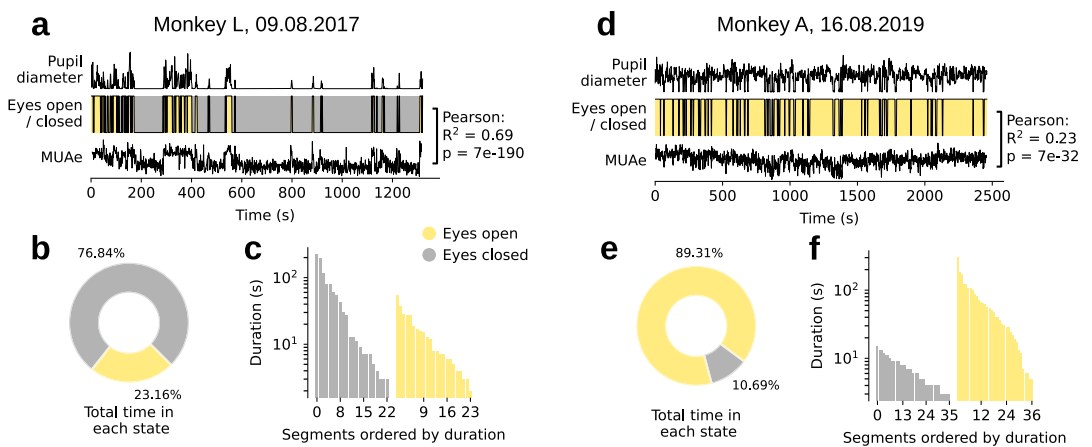 a
Monkey L, 09.08.2017
Pupil
diameter
Eyes open
/ closed
MUAe
Pearson:
R² = 0.69
p = 7e-190
0 200 400 600 800 1000 1200
Time (s)
d
Monkey A, 16.08.2019
Pupil
diameter
Eyes open
/ closed
MUAe
Pearson:
R² = 0.23
p = 7e-32
0 500 1000 1500 2000 2500
Time (s)
b
76.84%
23.16%
Total time in
each state
c
Eyes open
Eyes closed
Duration (s)
10²
10¹
0 8 15 22 9 16 23
Segments ordered by duration
e
89.31%
10.69%
Total time in
each state
f
Duration (s)
10²
10¹
0 13 24 35 12 24 36
Segments ordered by duration